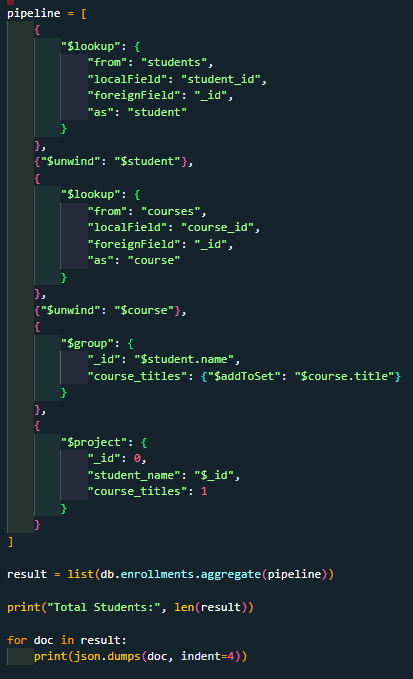 pipeline = [
    {
        "$lookup": {
            "from": "students",
            "localField": "student_id",
            "foreignField": "_id",
            "as": "student"
        }
    },
    {"$unwind": "$student"},
    {
        "$lookup": {
            "from": "courses",
            "localField": "course_id",
            "foreignField": "_id",
            "as": "course"
        }
    },
    {"$unwind": "$course"},
    {
        "$group": {
            "_id": "$student.name",
            "course_titles": {"$addToSet": "$course.title"}
        }
    },
    {
        "$project": {
            "_id": 0,
            "student_name": "$_id",
            "course_titles": 1
        }
    }
]

result = list(db.enrollments.aggregate(pipeline))

print("Total Students:", len(result))

for doc in result:
    print(json.dumps(doc, indent=4))